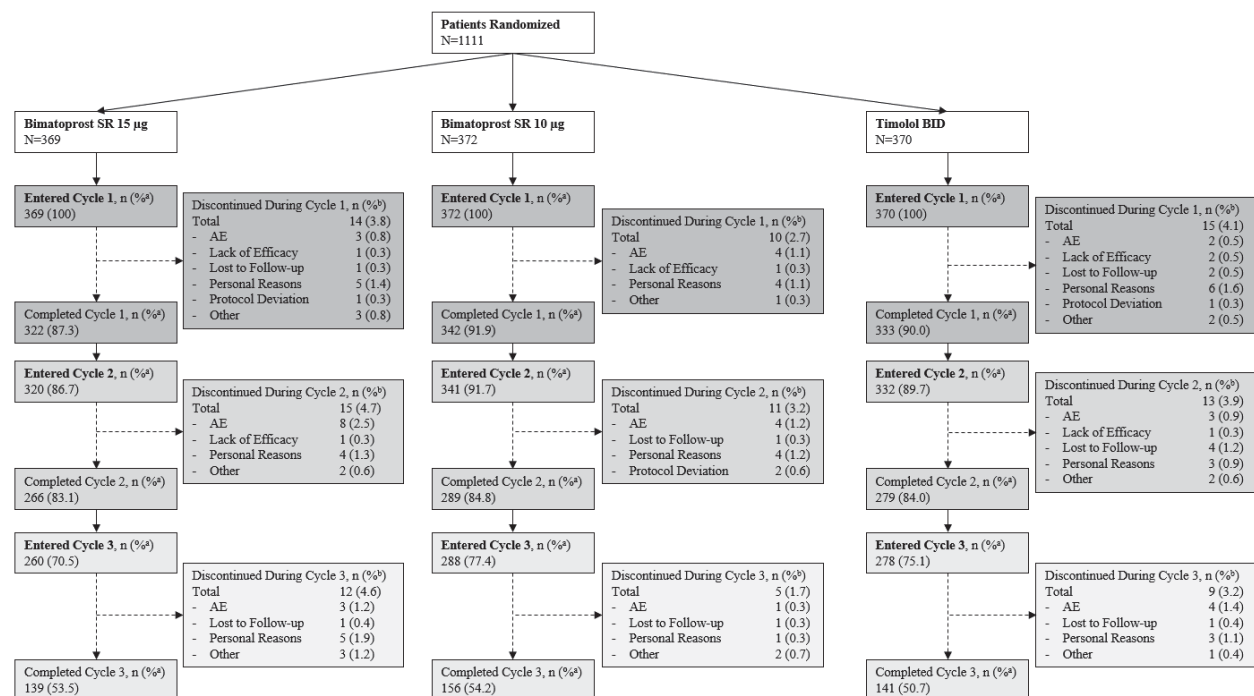 Patients Randomized
N=1111
Bimatoprost SR 15 µg
N=369
Entered Cycle 1, n (%ᵃ)
369 (100)
Discontinued During Cycle 1, n (%ᵇ)
Total 14 (3.8)
- AE 3 (0.8)
- Lack of Efficacy 1 (0.3)
- Lost to Follow-up 1 (0.3)
- Personal Reasons 5 (1.4)
- Protocol Deviation 1 (0.3)
- Other 3 (0.8)
Completed Cycle 1, n (%ᵃ)
322 (87.3)
Entered Cycle 2, n (%ᵃ)
320 (86.7)
Discontinued During Cycle 2, n (%ᵇ)
Total 15 (4.7)
- AE 8 (2.5)
- Lack of Efficacy 1 (0.3)
- Personal Reasons 4 (1.3)
- Other 2 (0.6)
Completed Cycle 2, n (%ᵃ)
266 (83.1)
Entered Cycle 3, n (%ᵃ)
260 (70.5)
Discontinued During Cycle 3, n (%ᵇ)
Total 12 (4.6)
- AE 3 (1.2)
- Lost to Follow-up 1 (0.4)
- Personal Reasons 5 (1.9)
- Other 3 (1.2)
Completed Cycle 3, n (%ᵃ)
139 (53.5)
Bimatoprost SR 10 µg
N=372
Entered Cycle 1, n (%ᵃ)
372 (100)
Discontinued During Cycle 1, n (%ᵇ)
Total 10 (2.7)
- AE 4 (1.1)
- Lack of Efficacy 1 (0.3)
- Personal Reasons 4 (1.1)
- Other 1 (0.3)
Completed Cycle 1, n (%ᵃ)
342 (91.9)
Entered Cycle 2, n (%ᵃ)
341 (91.7)
Discontinued During Cycle 2, n (%ᵇ)
Total 11 (3.2)
- AE 4 (1.2)
- Lost to Follow-up 1 (0.3)
- Personal Reasons 4 (1.2)
- Protocol Deviation 2 (0.6)
Completed Cycle 2, n (%ᵃ)
289 (84.8)
Entered Cycle 3, n (%ᵃ)
288 (77.4)
Discontinued During Cycle 3, n (%ᵇ)
Total 5 (1.7)
- AE 1 (0.3)
- Lost to Follow-up 1 (0.3)
- Personal Reasons 1 (0.3)
- Other 2 (0.7)
Completed Cycle 3, n (%ᵃ)
156 (54.2)
Timolol BID
N=370
Entered Cycle 1, n (%ᵃ)
370 (100)
Discontinued During Cycle 1, n (%ᵇ)
Total 15 (4.1)
- AE 2 (0.5)
- Lack of Efficacy 2 (0.5)
- Lost to Follow-up 2 (0.5)
- Personal Reasons 6 (1.6)
- Protocol Deviation 1 (0.3)
- Other 2 (0.5)
Completed Cycle 1, n (%ᵃ)
333 (90.0)
Entered Cycle 2, n (%ᵃ)
332 (89.7)
Discontinued During Cycle 2, n (%ᵇ)
Total 13 (3.9)
- AE 3 (0.9)
- Lack of Efficacy 1 (0.3)
- Lost to Follow-up 4 (1.2)
- Personal Reasons 3 (0.9)
- Other 2 (0.6)
Completed Cycle 2, n (%ᵃ)
279 (84.0)
Entered Cycle 3, n (%ᵃ)
278 (75.1)
Discontinued During Cycle 3, n (%ᵇ)
Total 9 (3.2)
- AE 4 (1.4)
- Lost to Follow-up 1 (0.4)
- Personal Reasons 3 (1.1)
- Other 1 (0.4)
Completed Cycle 3, n (%ᵃ)
141 (50.7)